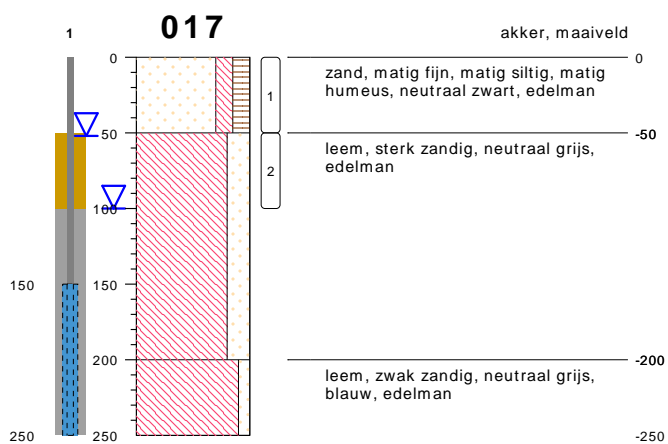 1
017
akker, maaiveld
0
0
zand, matig fijn, matig siltig, matig
humeus, neutraal zwart, edelman
1
50
-50
leem, sterk zandig, neutraal grijs,
edelman
2
100
150
150
200
-200
leem, zwak zandig, neutraal grijs,
blauw, edelman
250
250
-250